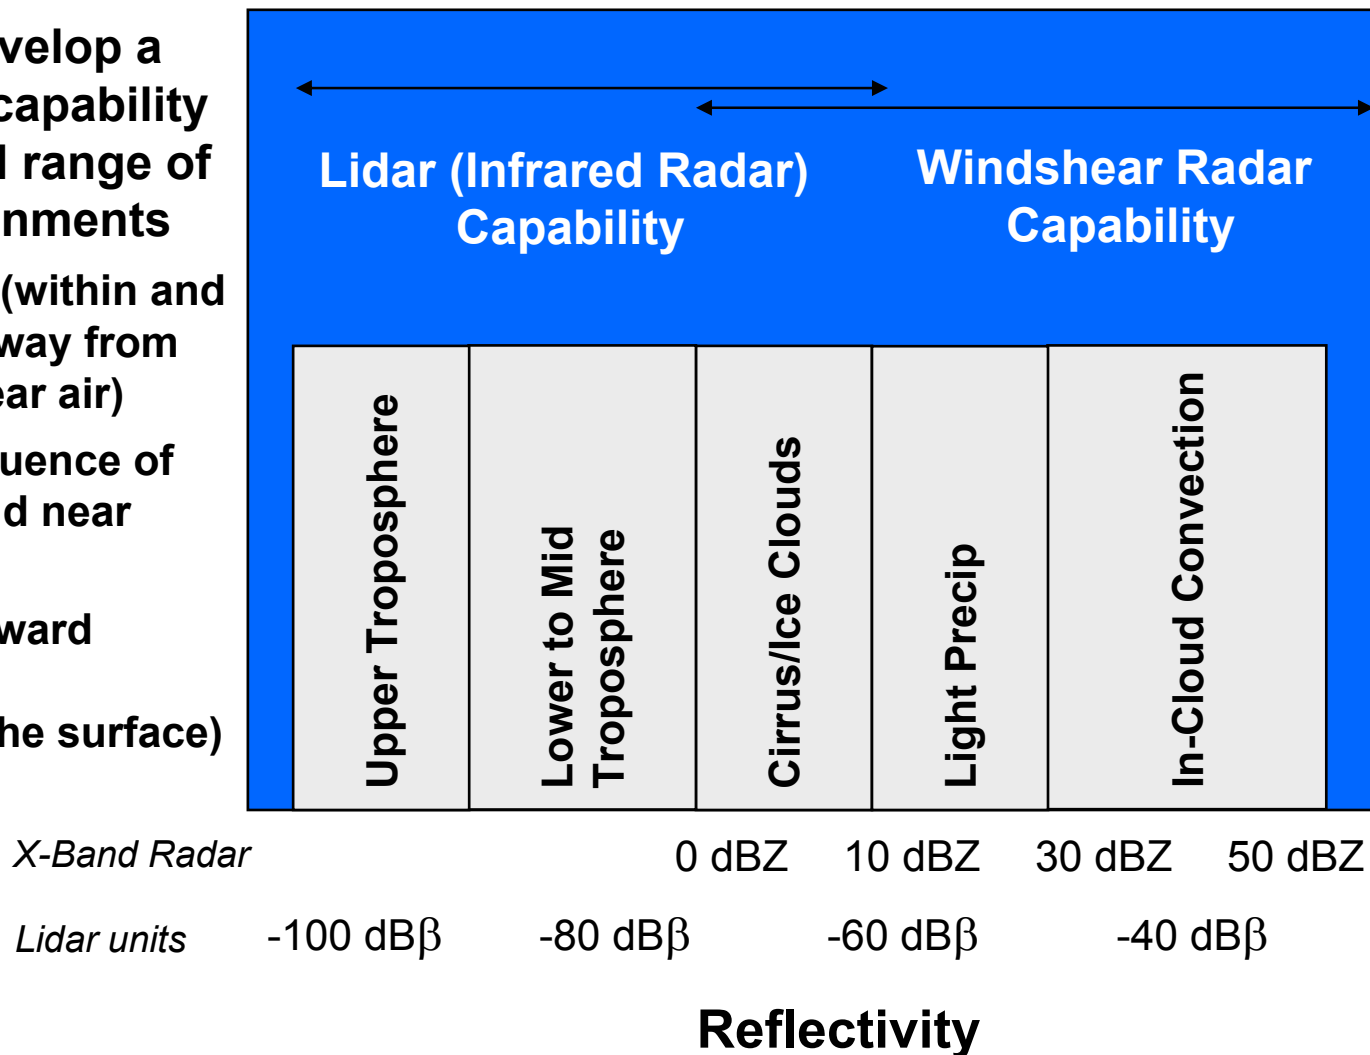 velop a
capability
l range of
nments
(within and
way from
ear air)
luence of
d near
ward
he surface)
Lidar (Infrared Radar)
Capability
Windshear Radar
Capability
Upper Troposphere
Lower to Mid
Troposphere
Cirrus/Ice Clouds
Light Precip
In-Cloud Convection
X-Band Radar 0 dBZ 10 dBZ 30 dBZ 50 dBZ
Lidar units -100 dBβ -80 dBβ -60 dBβ -40 dBβ
Reflectivity